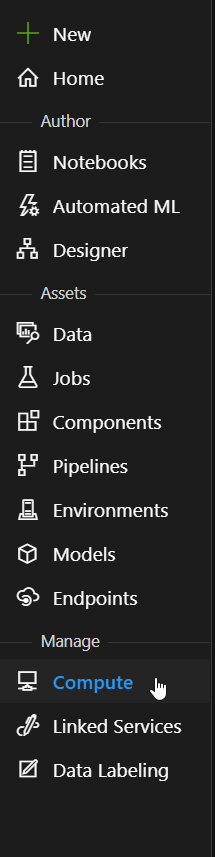 New
Home
Author
Notebooks
Automated ML
Designer
Assets
Data
Jobs
Components
Pipelines
Environments
Models
Endpoints
Manage
Compute
Linked Services
Data Labeling